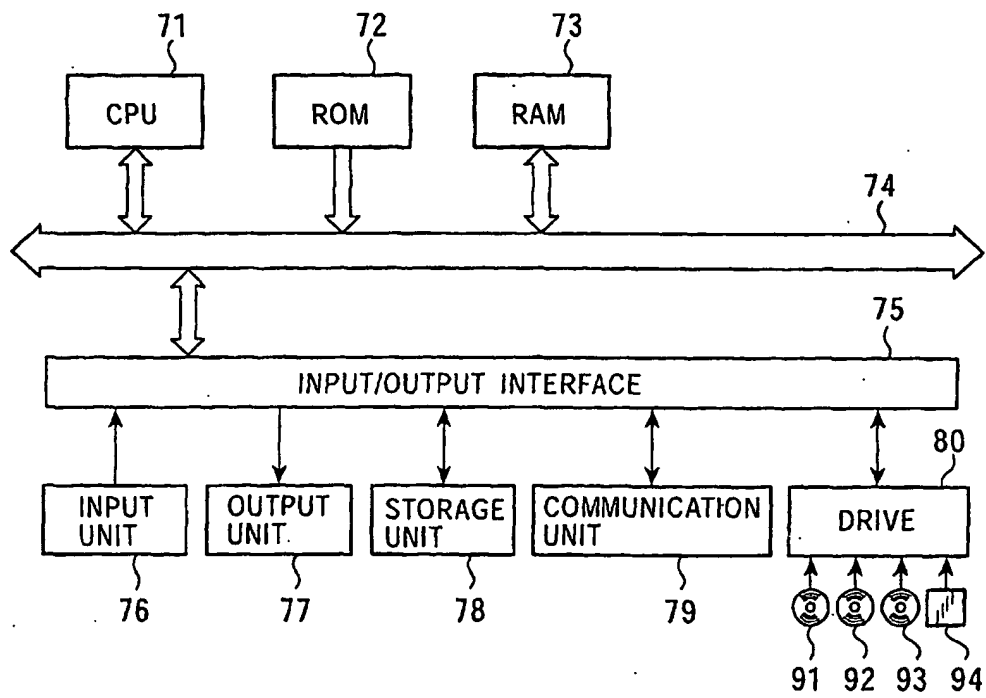 71 72 73
CPU ROM RAM
74
75
INPUT/OUTPUT INTERFACE
80
INPUT
UNIT
OUTPUT
UNIT
STORAGE
UNIT
COMMUNICATION
UNIT
DRIVE
76 77 78 79
91 92 93 94